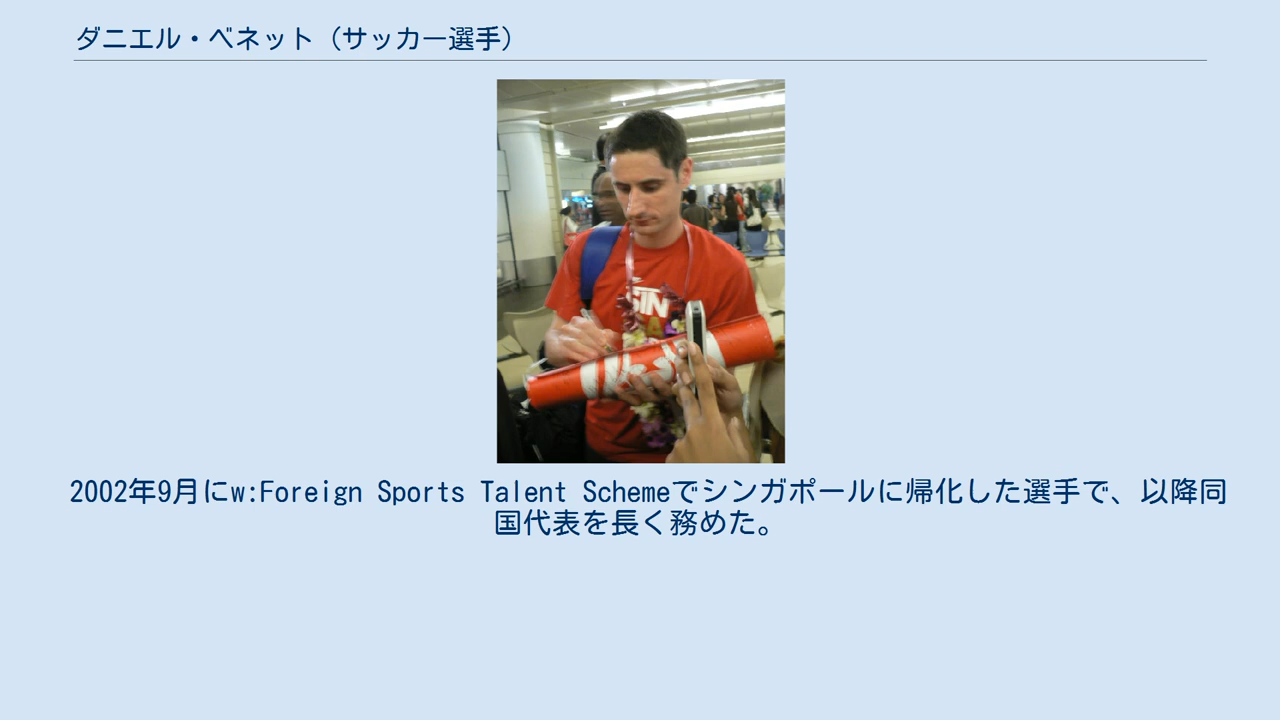 ダニエル・ベネット（サッカー選手）
SIN
2002年9月にw:Foreign Sports Talent Schemeでシンガポールに帰化した選手で、以降同
国代表を長く務めた。